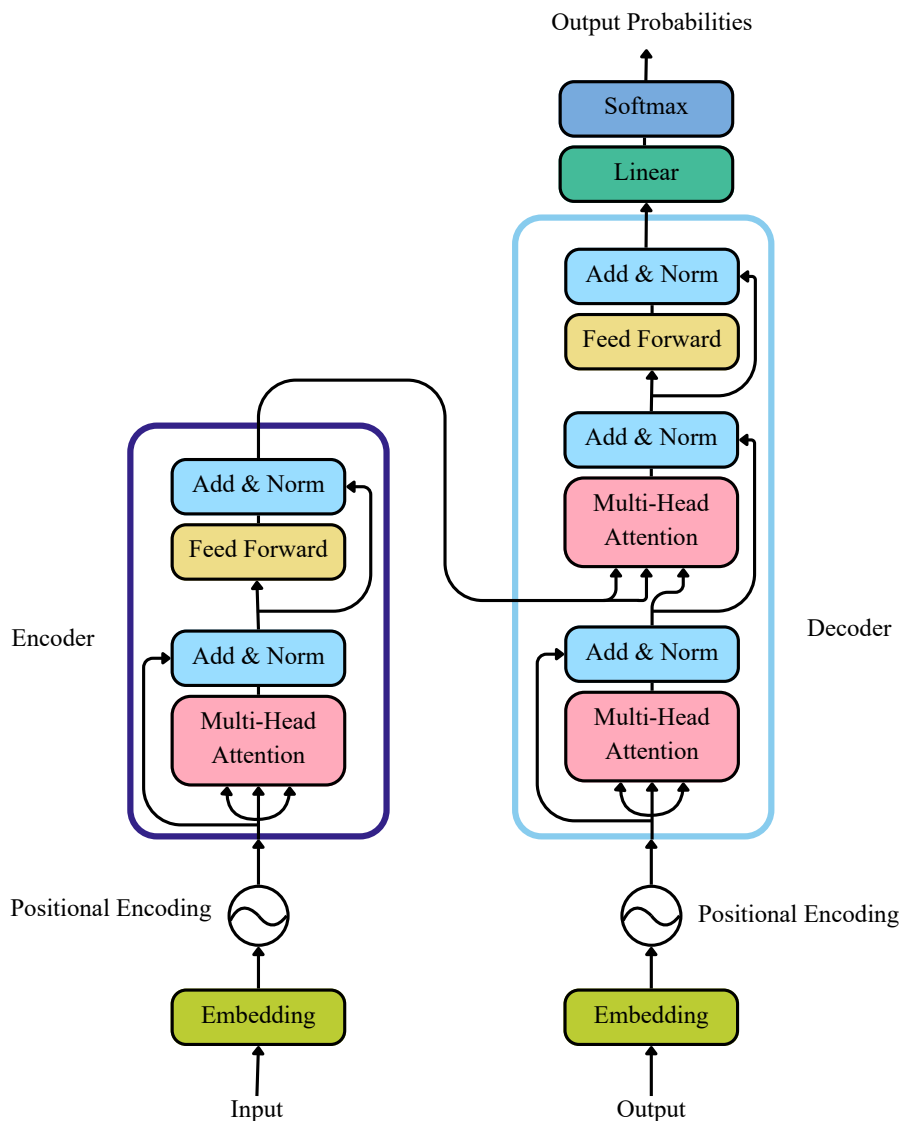 Output Probabilities
Softmax
Linear
Add & Norm
Feed Forward
Add & Norm
Multi-Head
Attention
Add & Norm
Multi-Head
Attention
Decoder
Add & Norm
Feed Forward
Add & Norm
Multi-Head
Attention
Encoder
Positional Encoding
Positional Encoding
Embedding
Embedding
Input
Output